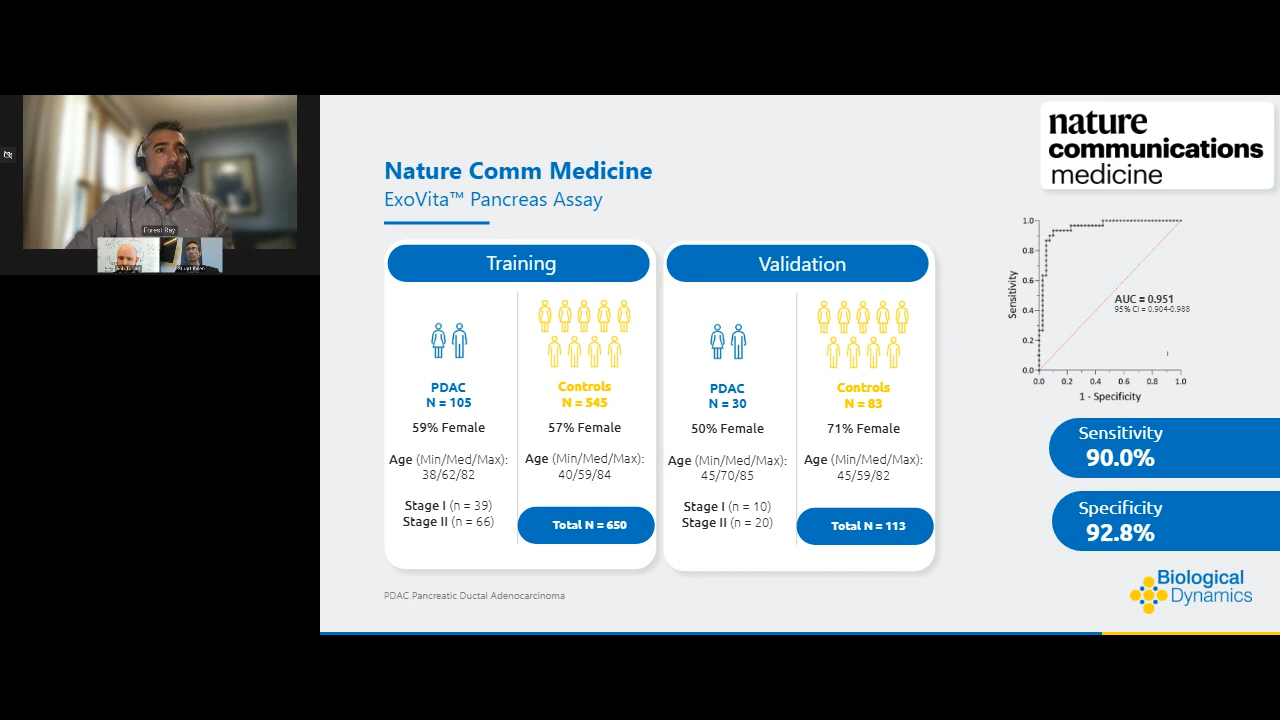 Forest Ray
nature
communications
medicine
Nature Comm Medicine
ExoVita™ Pancreas Assay
Training
PDAC
N = 105
59% Female
Age (Min/Med/Max):
38/62/82
Stage I (n = 39)
Stage II (n = 66)
Controls
N = 545
57% Female
Age (Min/Med/Max):
40/59/84
Total N = 650
Validation
PDAC
N = 30
50% Female
Age (Min/Med/Max):
45/70/85
Stage I (n = 10)
Stage II (n = 20)
Controls
N = 83
71% Female
Age (Min/Med/Max):
45/59/82
Total N = 113
PDAC Pancreatic Ductal Adenocarcinoma
Sensitivity
1.0
0.8
0.6
0.4
0.2
0.0
AUC = 0.951
95% CI = 0.904-0.988
0.0 0.2 0.4 0.6 0.8 1.0
1 - Specificity
Sensitivity
90.0%
Specificity
92.8%
Biological
Dynamics